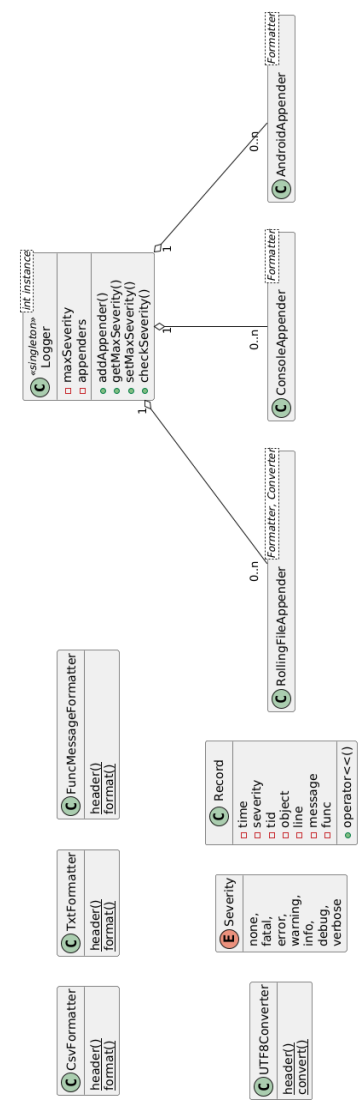 int instance
«singleton»
C Logger
maxSeverity
appenders
addAppender()
getMaxSeverity()
setMaxSeverity()
checkSeverity()
1
1
1
0..n
0..n
0..n
Formatter, Converter
C RollingFileAppender
Formatter
C ConsoleAppender
Formatter
C AndroidAppender
C CsvFormatter
header()
format()
C TxtFormatter
header()
format()
C FuncMessageFormatter
header()
format()
C UTF8Converter
header()
convert()
E Severity
none,
fatal,
error,
warning,
info,
debug,
verbose
C Record
time
severity
tid
object
line
message
func
operator<<()